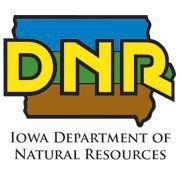 DNR
IOWA DEPARTMENT OF
NATURAL RESOURCES